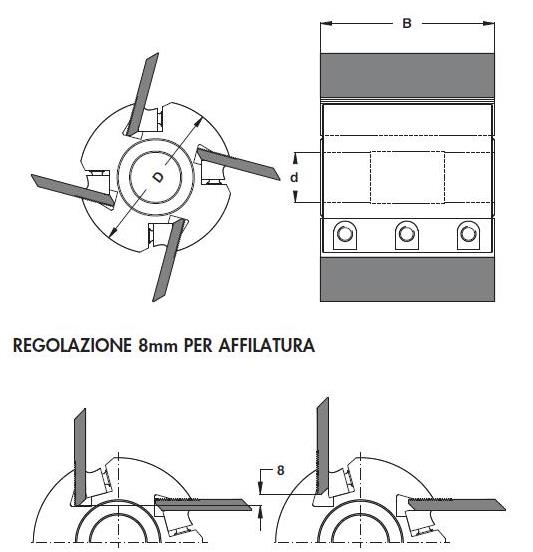 B
D
d
REGOLAZIONE 8mm PER AFFILATURA
8